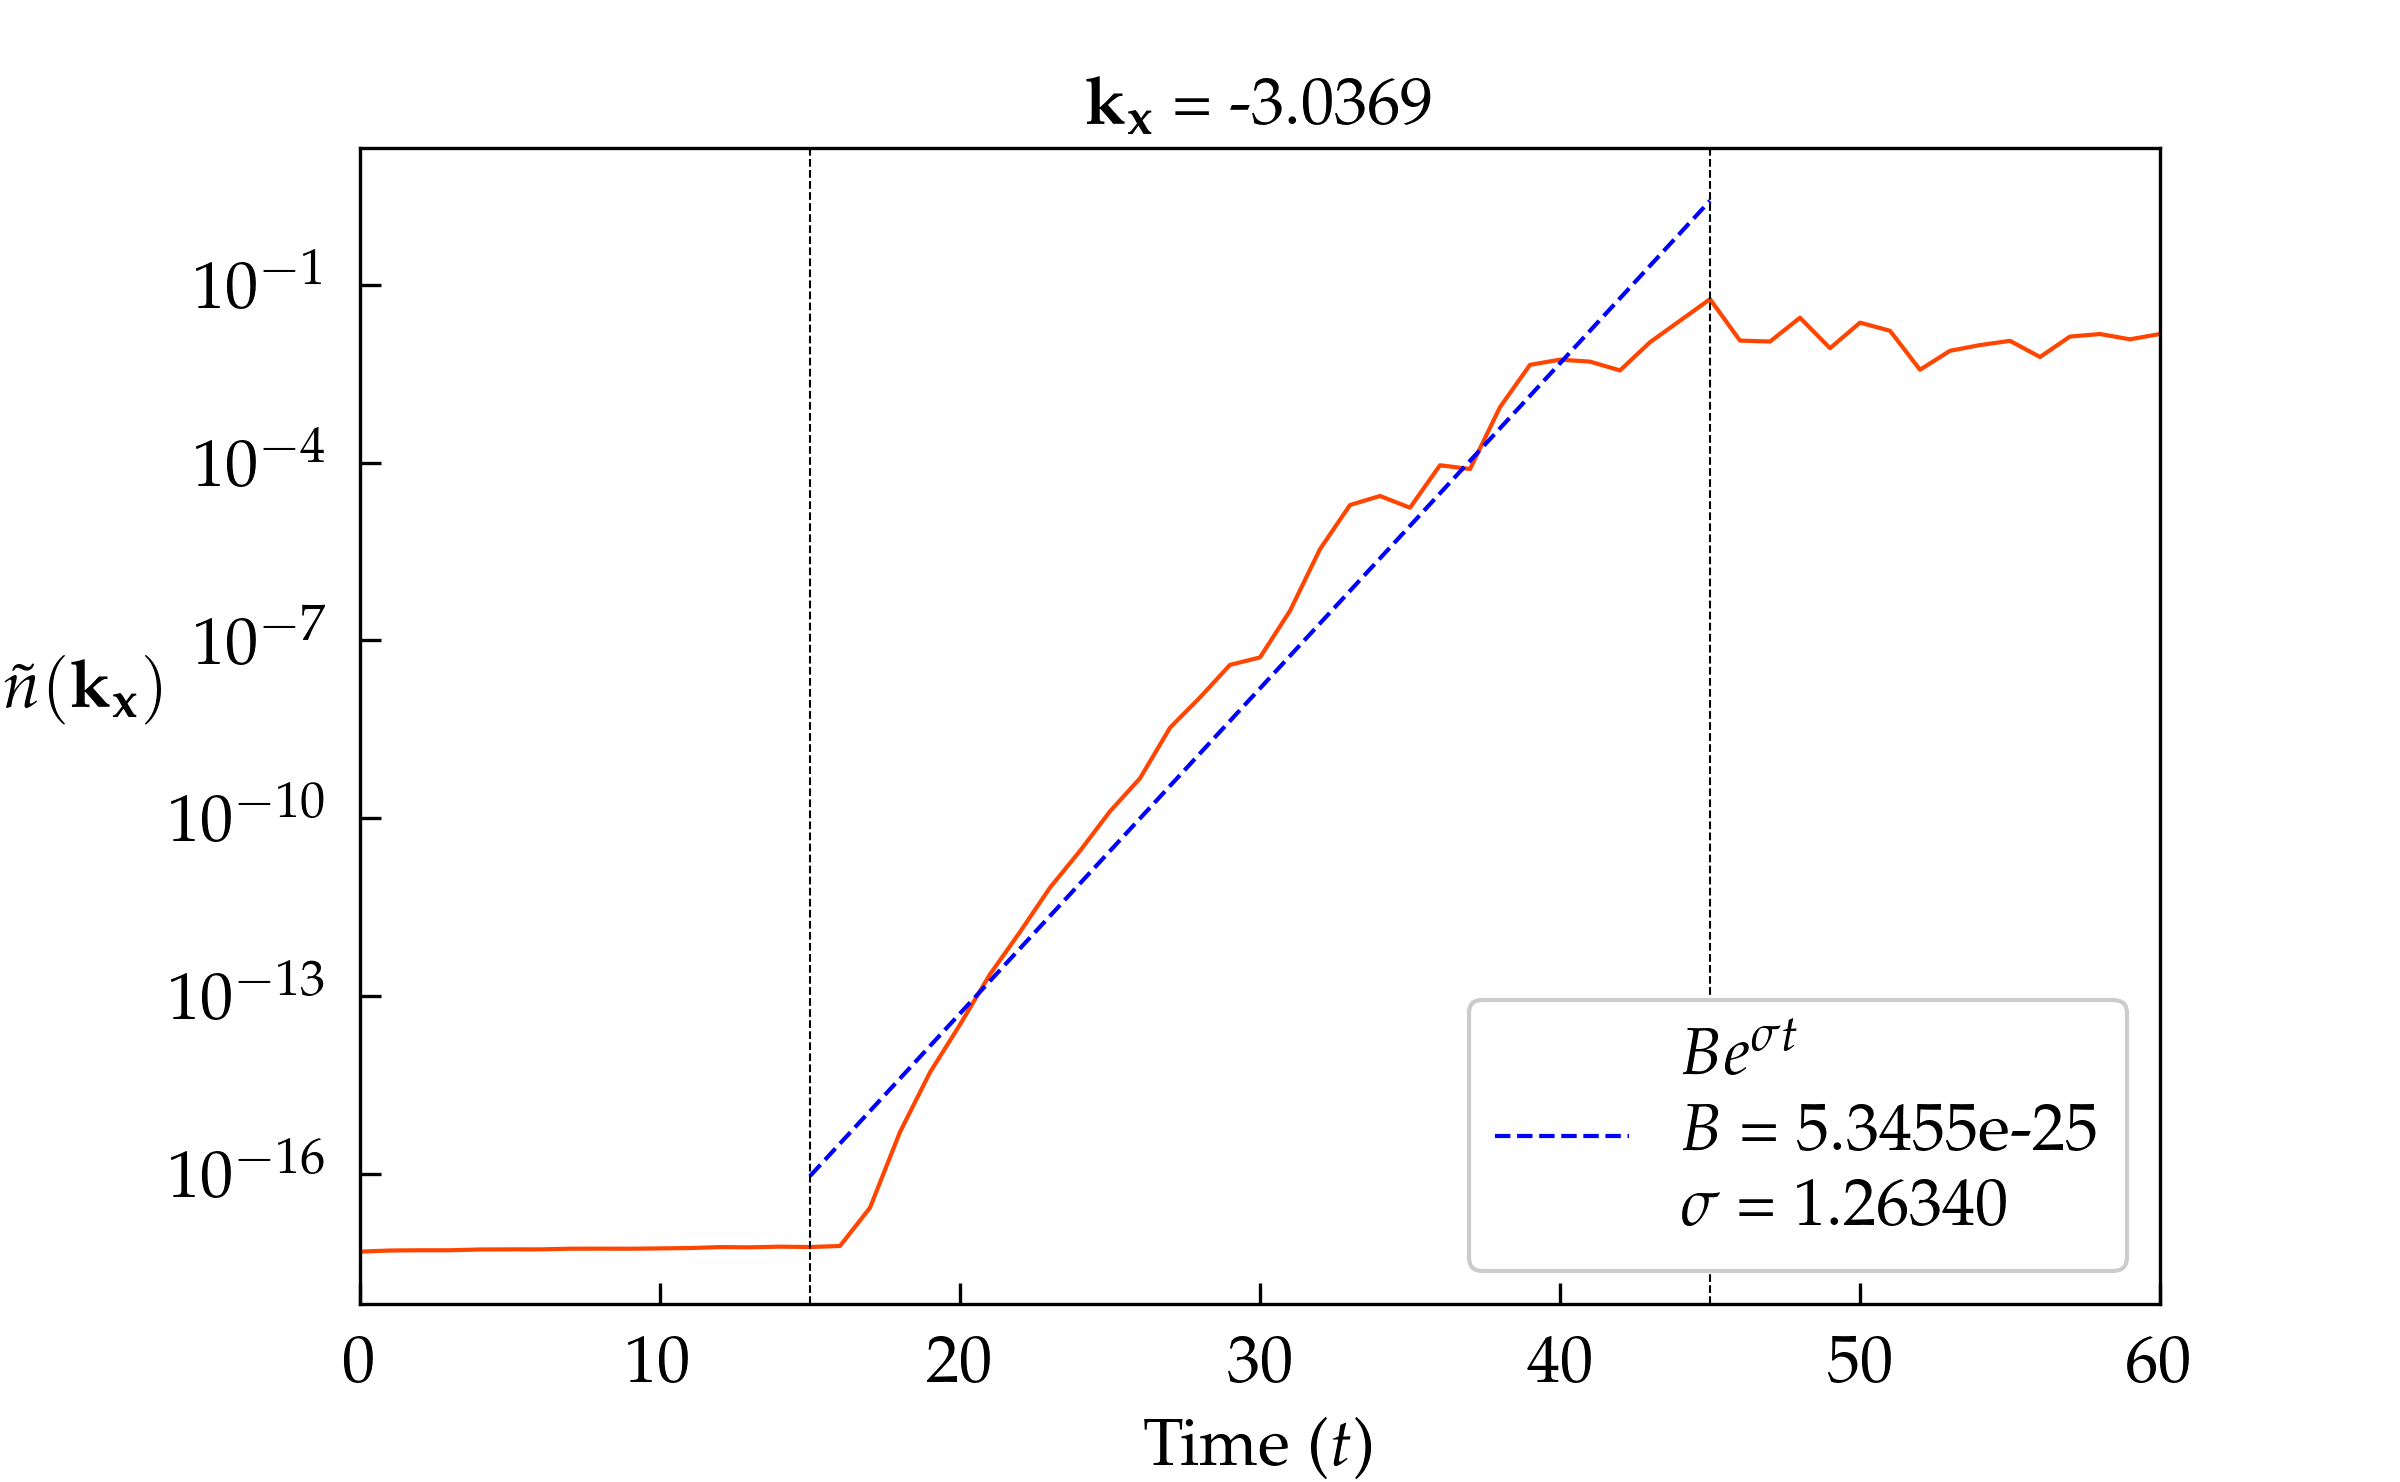 𝐤ₓ = -3.0369
10⁻¹
10⁻⁴
10⁻⁷
ñ(𝐤ₓ)
10⁻¹⁰
10⁻¹³
10⁻¹⁶
Beσᵗ
B = 5.3455e-25
σ = 1.26340
0 10 20 30 40 50 60
Time (t)